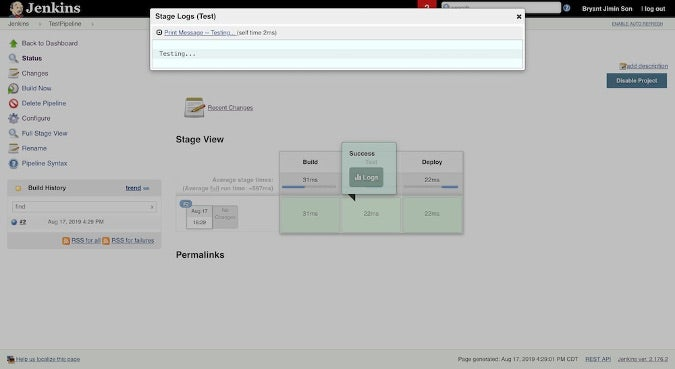 Jenkins
2
search
Bryant Jimin Son
log out
Jenkins
TestPipeline
ENABLE AUTO REFRESH
Stage Logs (Test)
Print Message -- Testing... (self time 2ms)
Testing...
Back to Dashboard
Status
Changes
Build Now
Delete Pipeline
Configure
Full Stage View
Rename
Pipeline Syntax
add description
Disable Project
Recent Changes
Stage View
Build
Test
Deploy
Success
Logs
Average stage times:
(Average full run time: ~597ms)
31ms
22ms
#2
Aug 17
16:29
No Changes
31ms
22ms
22ms
Permalinks
Build History
trend
find
x
#2
Aug 17, 2019 4:29 PM
RSS for all
RSS for failures
Help us localize this page
Page generated: Aug 17, 2019 4:29:01 PM CDT
REST API
Jenkins ver. 2.176.2